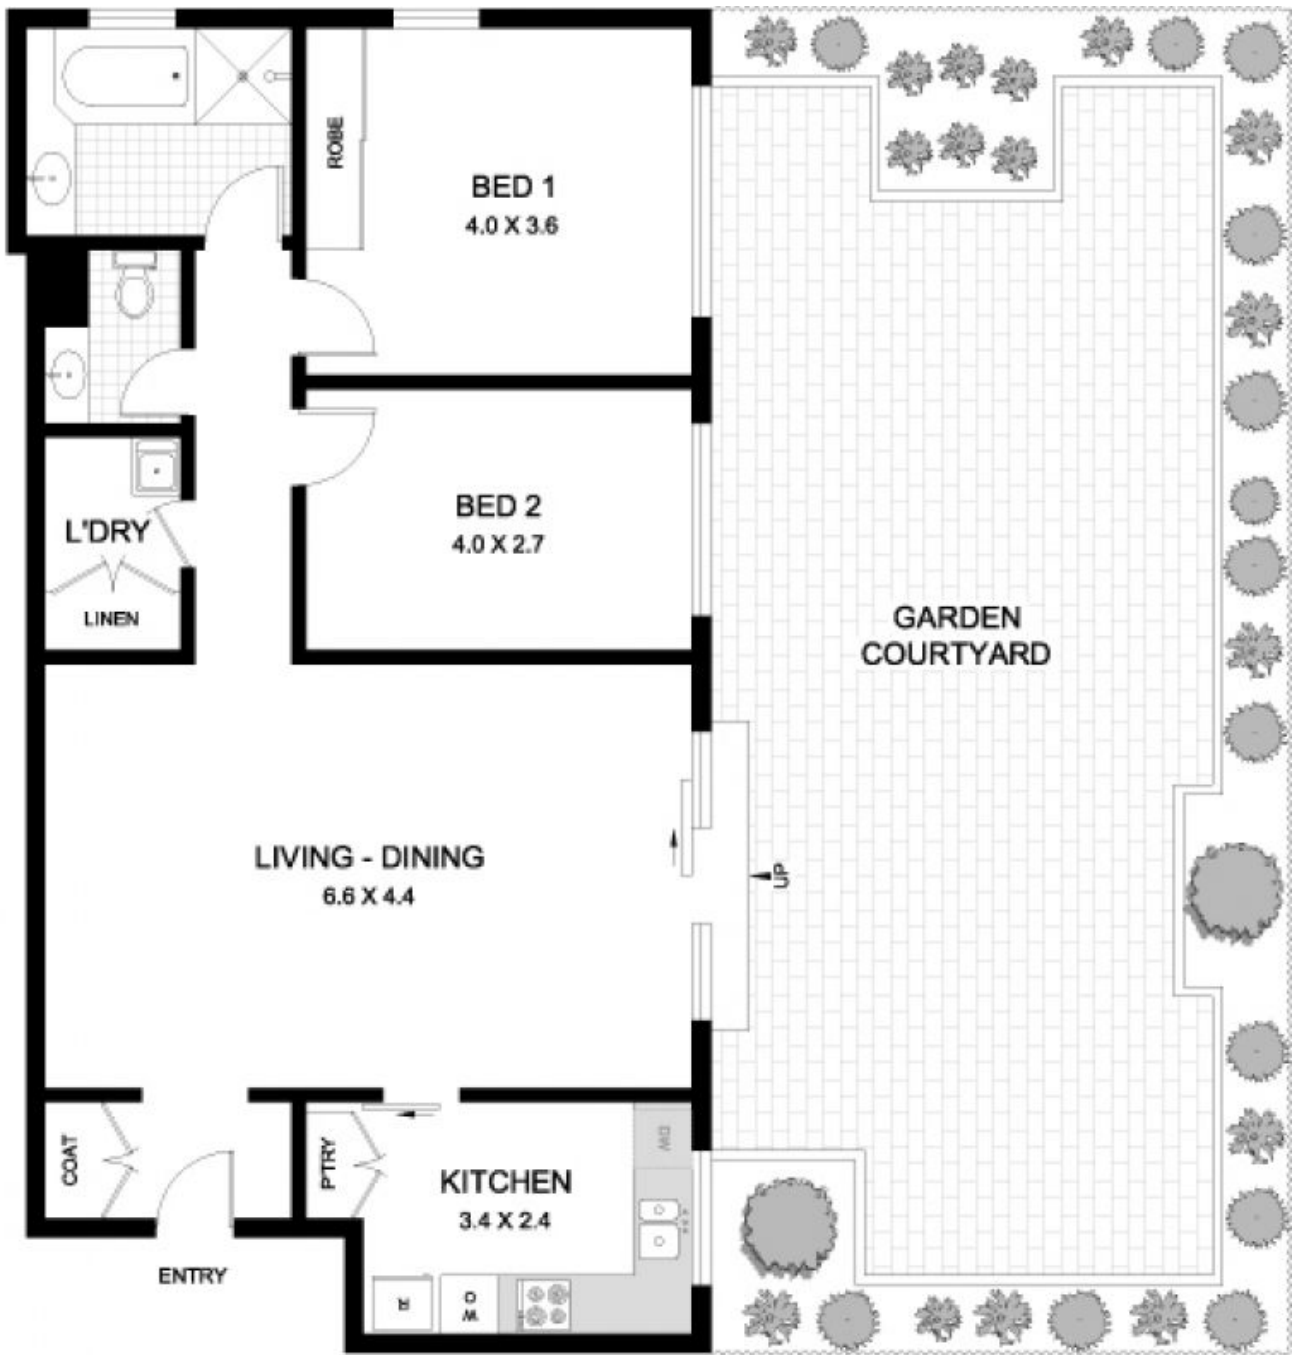 ROBE
BED 1
4.0 X 3.6
BED 2
4.0 X 2.7
L'DRY
LINEN
GARDEN
COURTYARD
LIVING - DINING
6.6 X 4.4
UP
COAT
P'TRY
KITCHEN
3.4 X 2.4
DW
ENTRY
R
W
O